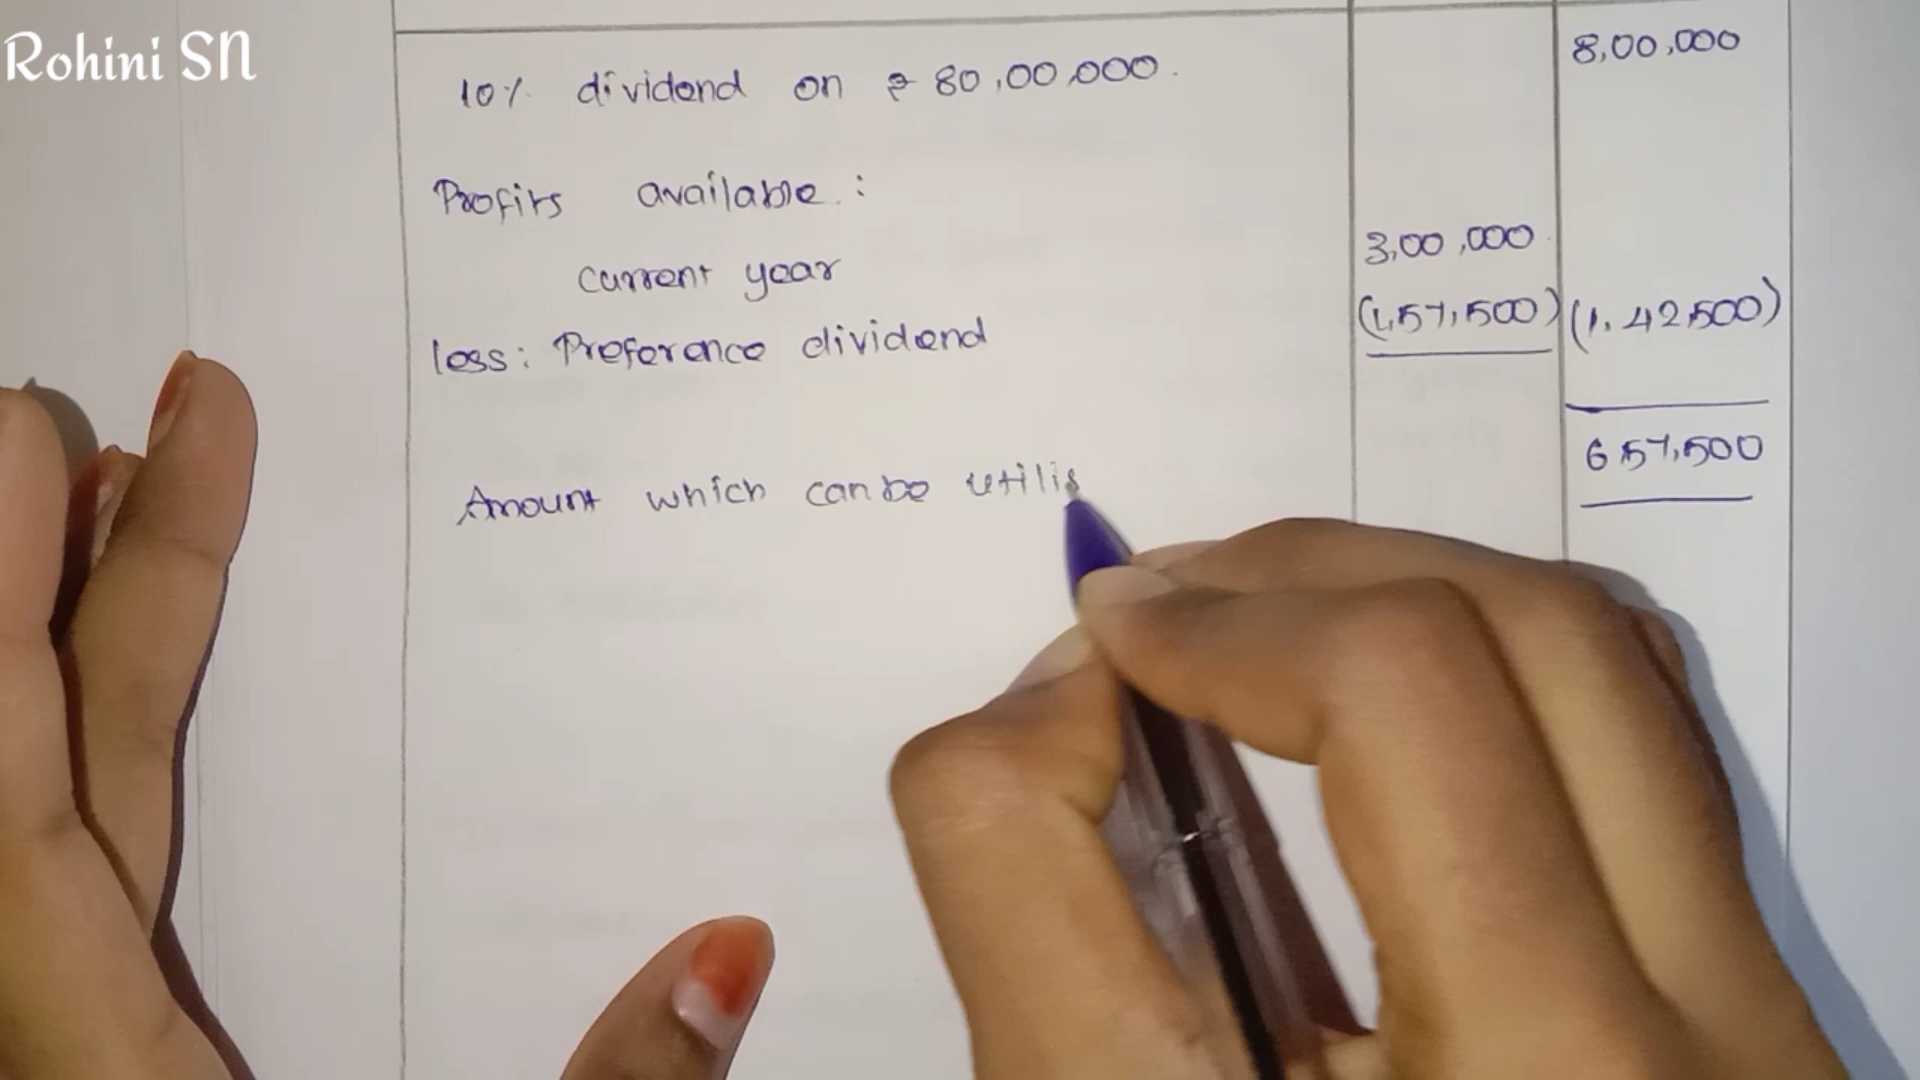 Rohini SN
8,00,000
10% dividend on ₹ 80,00,000.
Profits available :
Current year 3,00,000
less: Preference dividend (1,57,500) (1,42,500)
6,57,500
Amount which can be utilis